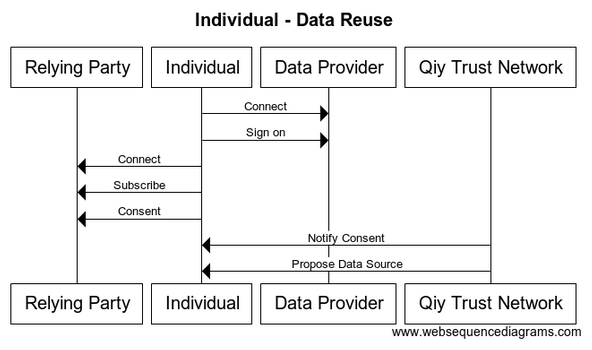 Individual - Data Reuse
Relying Party Individual Data Provider Qiy Trust Network
Connect
Sign on
Connect
Subscribe
Consent
Notify Consent
Propose Data Source
Relying Party Individual Data Provider Qiy Trust Network
www.websequencediagrams.com